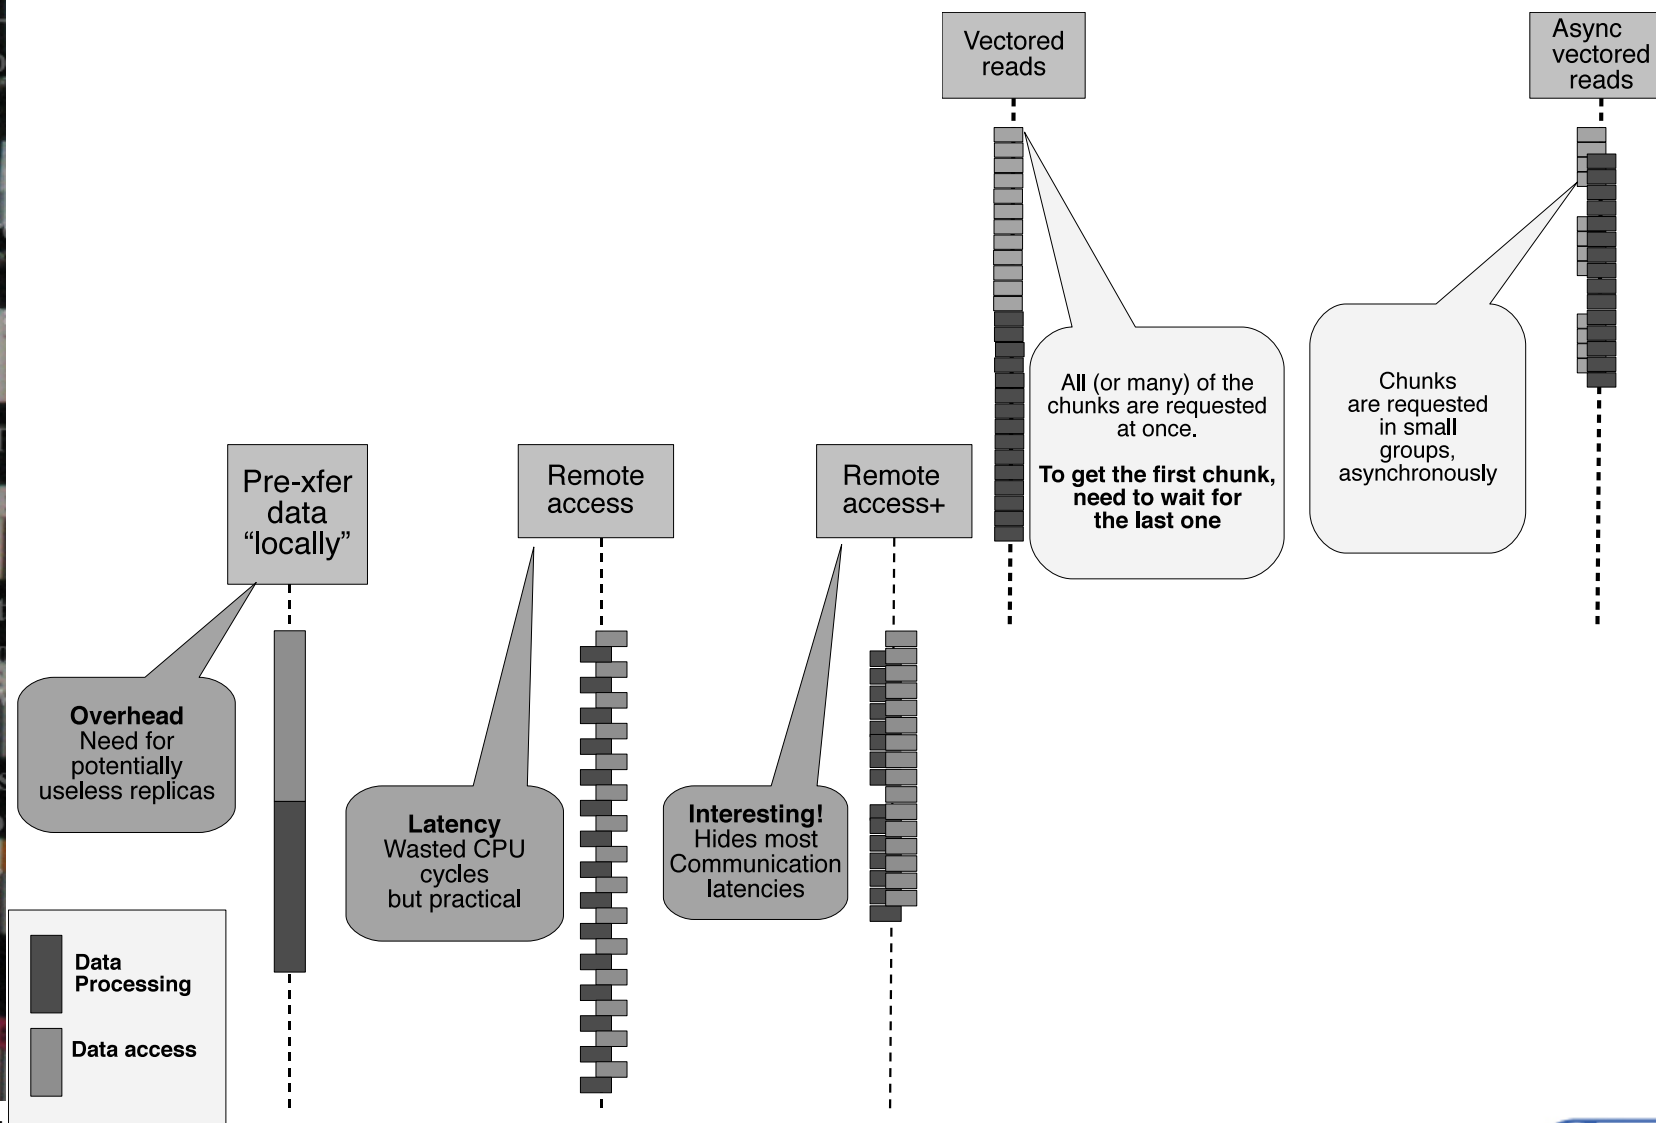 Vectored
reads
Async
vectored
reads
All (or many) of the
chunks are requested
at once.
To get the first chunk,
need to wait for
the last one
Chunks
are requested
in small
groups,
asynchronously
Pre-xfer
data
“locally”
Remote
access
Remote
access+
Overhead
Need for
potentially
useless replicas
Latency
Wasted CPU
cycles
but practical
Interesting!
Hides most
Communication
latencies
Data
Processing
Data access